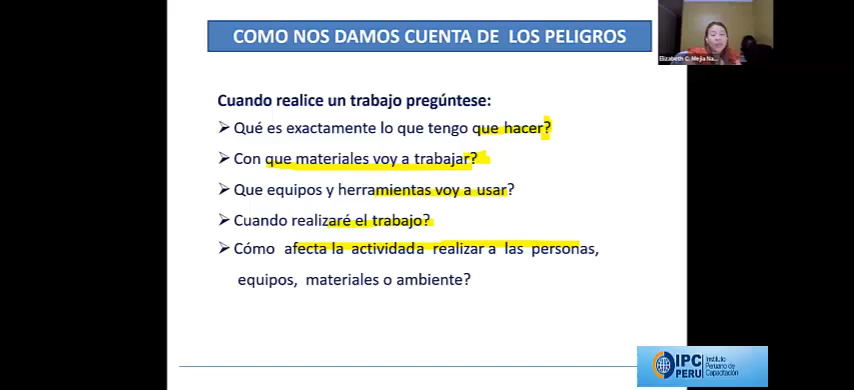 COMO NOS DAMOS CUENTA DE LOS PELIGROS
Elizabeth C. Mejia Na...
Cuando realice un trabajo pregúntese:
➢ Qué es exactamente lo que tengo que hacer?
➢ Con que materiales voy a trabajar?
➢ Que equipos y herramientas voy a usar?
➢ Cuando realizaré el trabajo?
➢ Cómo afecta la actividada realizar a las personas,
equipos, materiales o ambiente?
IPC
PERU
Instituto
Peruano de
Capacitación